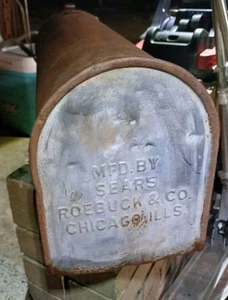 MFD.BY
SEARS
ROEBUCK & CO.
CHICAGO.ILLS.